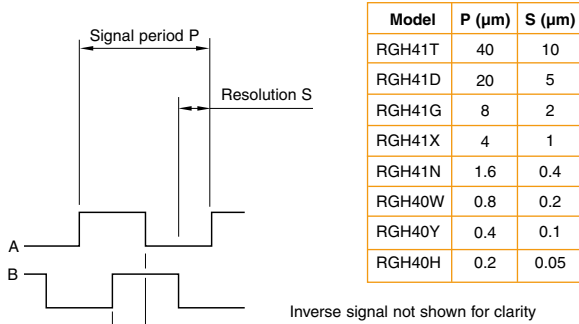 Signal period P
Resolution S
A
B
Model P (µm) S (µm)
RGH41T 40 10
RGH41D 20 5
RGH41G 8 2
RGH41X 4 1
RGH41N 1.6 0.4
RGH40W 0.8 0.2
RGH40Y 0.4 0.1
RGH40H 0.2 0.05
Inverse signal not shown for clarity